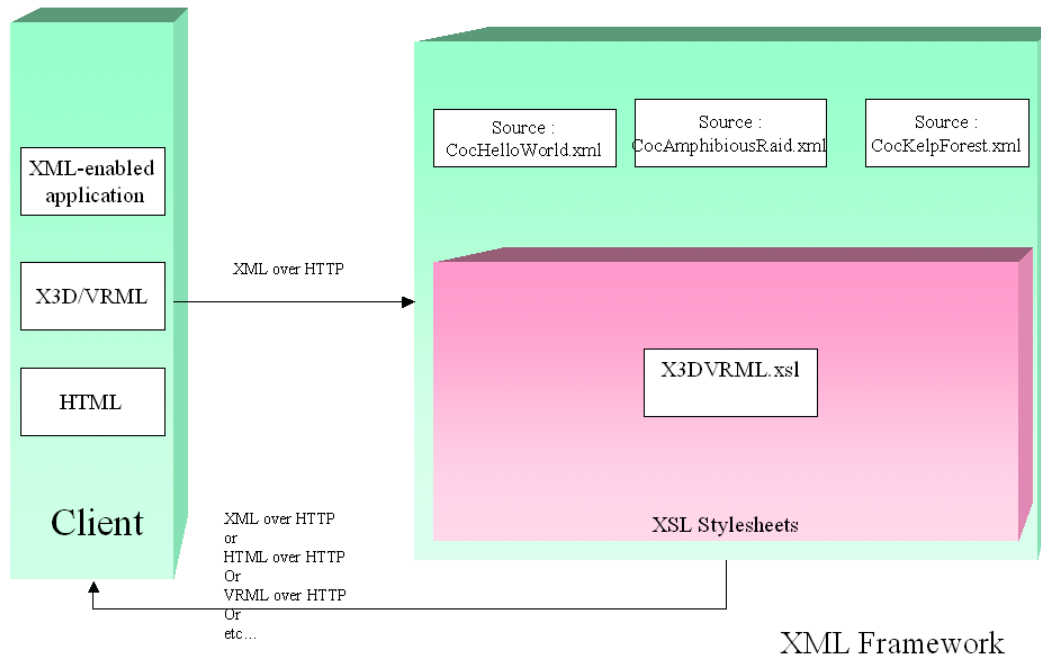 XML-enabled
application
X3D/VRML
HTML
Client
XML over HTTP
Source :
CocHelloWorld.xml
Source :
CocAmphibiousRaid.xml
Source :
CocKelpForest.xml
X3DVRML.xsl
XSL Stylesheets
XML over HTTP
or
HTML over HTTP
Or
VRML over HTTP
Or
etc…
XML Framework